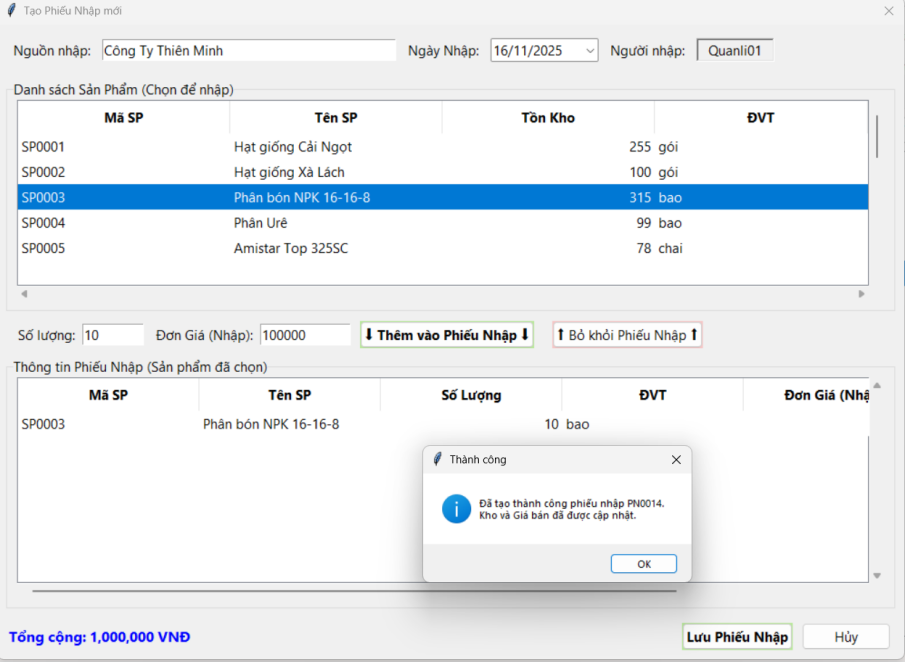 Tạo Phiếu Nhập mới
Nguồn nhập: Công Ty Thiên Minh Ngày Nhập: 16/11/2025 Người nhập: Quanli01
Danh sách Sản Phẩm (Chọn để nhập)
Mã SP Tên SP Tồn Kho ĐVT
SP0001 Hạt giống Cải Ngọt 255 gói
SP0002 Hạt giống Xà Lách 100 gói
SP0003 Phân bón NPK 16-16-8 315 bao
SP0004 Phân Urê 99 bao
SP0005 Amistar Top 325SC 78 chai
Số lượng: 10 Đơn Giá (Nhập): 100000 ⬇ Thêm vào Phiếu Nhập ⬇ ⬆ Bỏ khỏi Phiếu Nhập ⬆
Thông tin Phiếu Nhập (Sản phẩm đã chọn)
Mã SP Tên SP Số Lượng ĐVT Đơn Giá (Nhậ
SP0003 Phân bón NPK 16-16-8 10 bao
Thành công
Đã tạo thành công phiếu nhập PN0014.
Kho và Giá bán đã được cập nhật.
OK
Tổng cộng: 1,000,000 VNĐ Lưu Phiếu Nhập Hủy